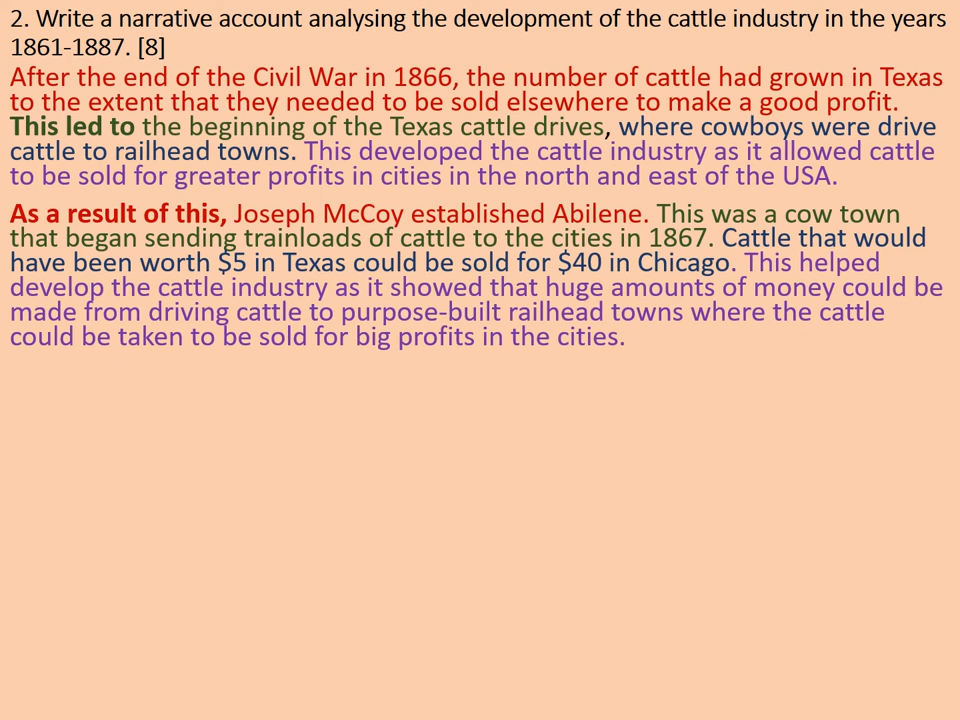 2. Write a narrative account analysing the development of the cattle industry in the years
1861-1887. [8]
After the end of the Civil War in 1866, the number of cattle had grown in Texas
to the extent that they needed to be sold elsewhere to make a good profit.
This led to the beginning of the Texas cattle drives, where cowboys were drive
cattle to railhead towns. This developed the cattle industry as it allowed cattle
to be sold for greater profits in cities in the north and east of the USA.
As a result of this, Joseph McCoy established Abilene. This was a cow town
that began sending trainloads of cattle to the cities in 1867. Cattle that would
have been worth $5 in Texas could be sold for $40 in Chicago. This helped
develop the cattle industry as it showed that huge amounts of money could be
made from driving cattle to purpose-built railhead towns where the cattle
could be taken to be sold for big profits in the cities.